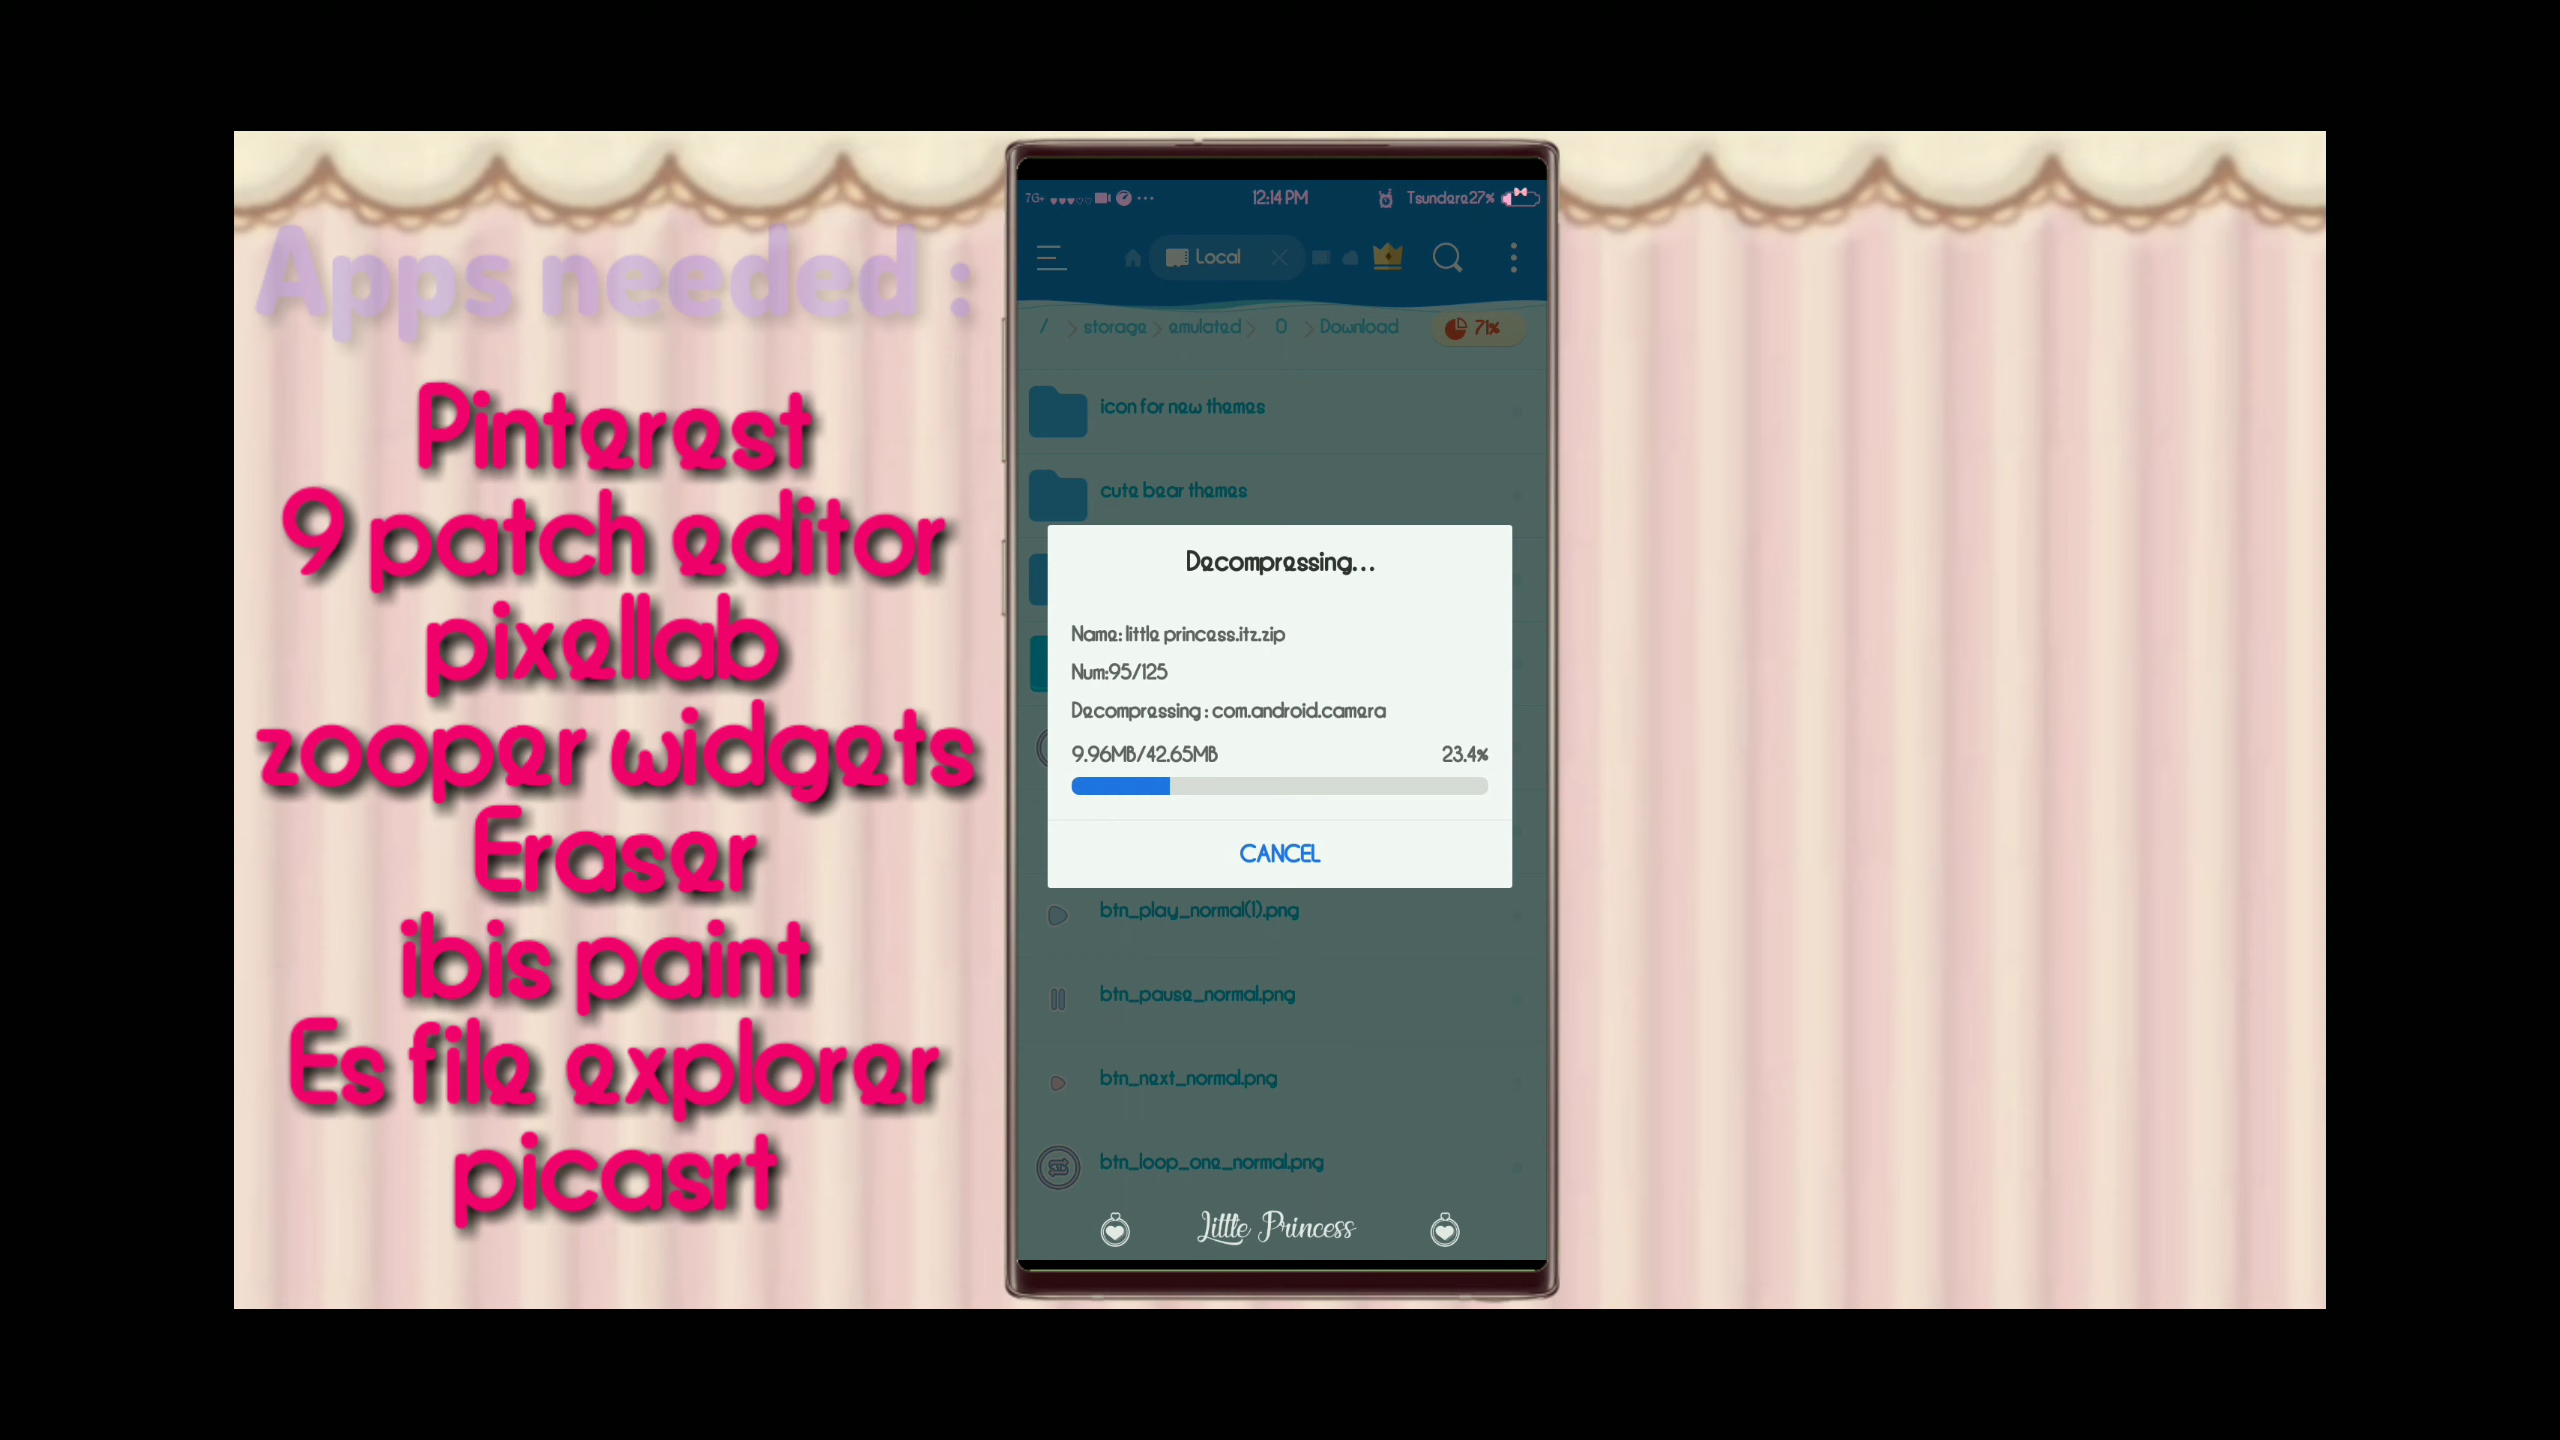 Apps needed :
Pinterest
9 patch editor
pixellab
zooper widgets
Eraser
ibis paint
Es file explorer
picasrt
7G+ 12:14 PM Tsundere27%
Local
/ storage emulated 0 Download 71%
icon for new themes
cute bear themes
Decompressing...
Name: little princess.itz.zip
Num:95/125
Decompressing : com.android.camera
9.96MB/42.65MB 23.4%
CANCEL
btn_play_normal(1).png
btn_pause_normal.png
btn_next_normal.png
btn_loop_one_normal.png
Little Princess